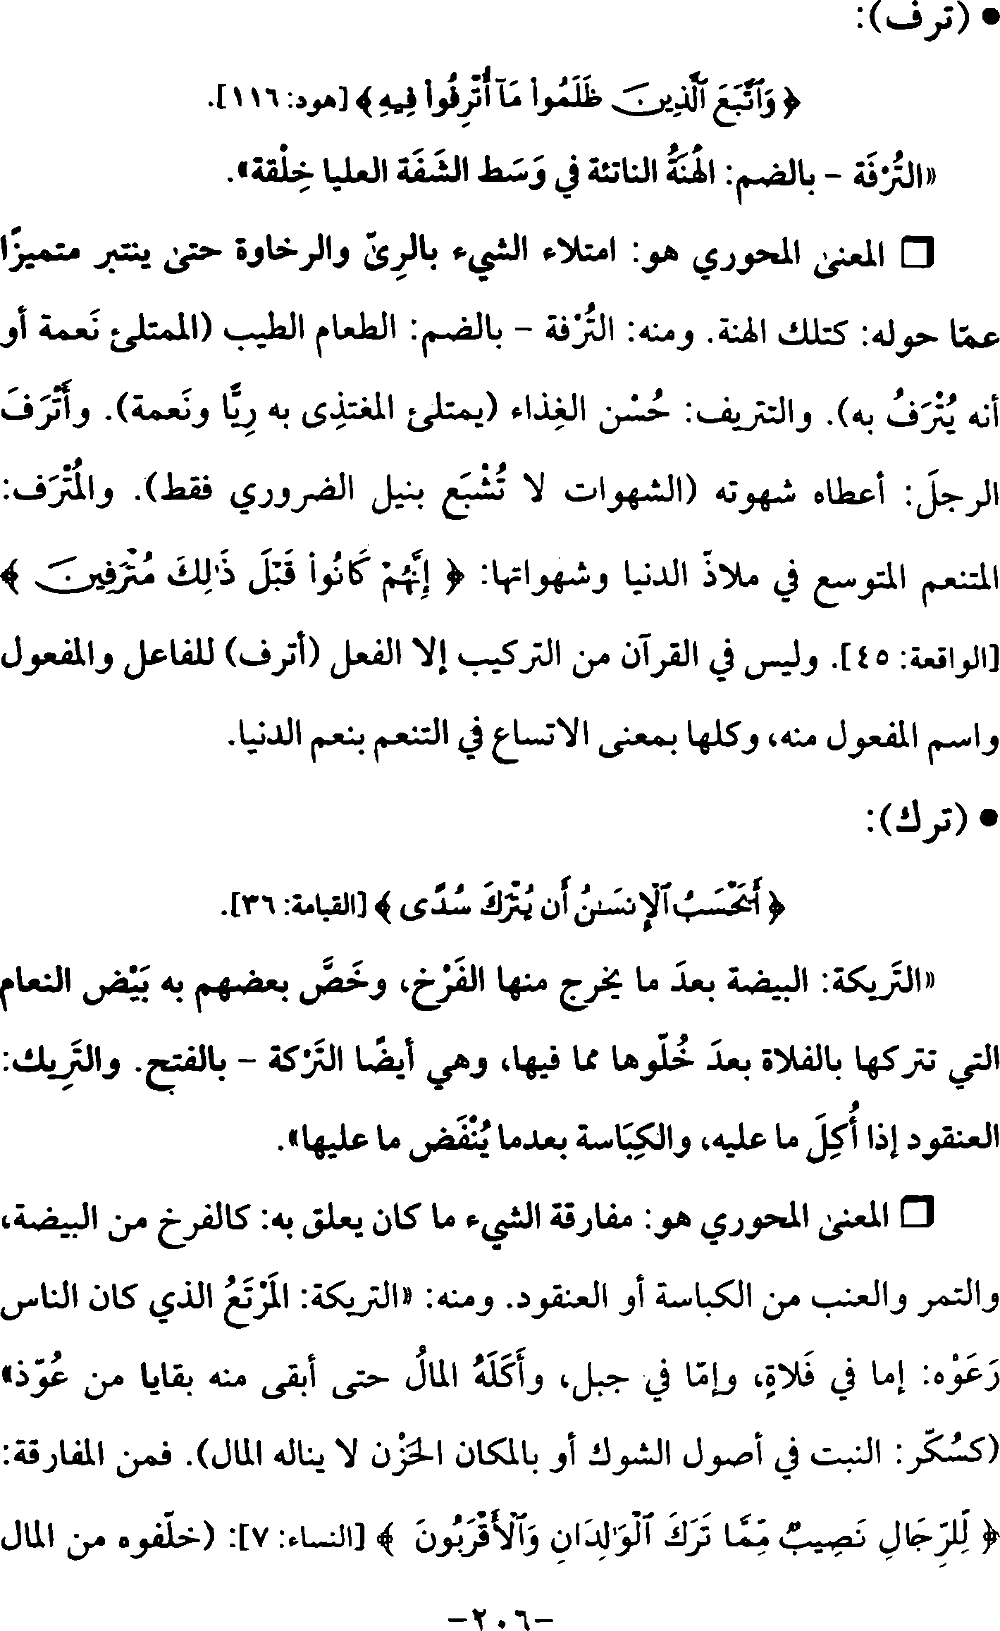 • (ترف):
﴿وَٱتَّبَعَ ٱلَّذِينَ ظَلَمُواْ مَآ أُتْرِفُواْ فِيهِ﴾ [هود: ١١٦].
«التُّرْفَة – بالضم: الهَنَةُ الناتئة في وَسَط الشَفَة العليا خِلْقة».
❒ المعنى المحوري هو: امتلاء الشيء بالرِىّ والرخاوة حتى ينتبر متميزًا
عمّا حوله: كتلك الهنة. ومنه: التُرْفة – بالضم: الطعام الطيب (الممتلئ نَعمة أو
أنه يُتْرَفُ به). والتتريف: حُسْن الغِذاء (يمتلئ المغتذِى به رِيًّا ونَعمة). وأَتْرَفَ
الرجلَ: أعطاه شهوته (الشهوات لا تُشْبَع بنيل الضروري فقط). والمُتْرَف:
المتنعم المتوسع في ملاذّ الدنيا وشهواتها: ﴿إِنَّهُمْ كَانُواْ قَبْلَ ذَٰلِكَ مُتْرَفِينَ﴾
[الواقعة: ٤٥]. وليس في القرآن من التركيب إلا الفعل (أترف) للفاعل والمفعول
واسم المفعول منه، وكلها بمعنى الاتساع في التنعم بنعم الدنيا.
• (ترك):
﴿أَيَحْسَبُ ٱلْإِنسَٰنُ أَن يُتْرَكَ سُدًى﴾ [القيامة: ٣٦].
«التَرِيكة: البيضة بعدَ ما يخرج منها الفَرْخ، وخَصَّ بعضهم به بَيْض النعام
التي تتركها بالفلاة بعدَ خُلّوها مما فيها، وهي أيضًا التَرْكة – بالفتح. والتَرِيك:
العنقود إذا أُكِلَ ما عليه، والكِبَاسة بعدما يُنْفَض ما عليها».
❒ المعنى المحوري هو: مفارقة الشيء ما كان يعلق به: كالفرخ من البيضة،
والتمر والعنب من الكباسة أو العنقود. ومنه: «التريكة: المَرْتَعُ الذي كان الناس
رَعَوْه: إما في فَلاةٍ، وإمّا في جبل، وأَكَلَهُ المالُ حتى أبقى منه بقايا من عُوّذ»
(كسُكّر: النبت في أصول الشوك أو بالمكان الحَزْن لا يناله المال). فمن المفارقة:
﴿لِّلرِّجَالِ نَصِيبٌ مِّمَّا تَرَكَ ٱلْوَٰلِدَانِ وَٱلْأَقْرَبُونَ﴾ [النساء: ٧]: (خلّفوه من المال
–٢٠٦–